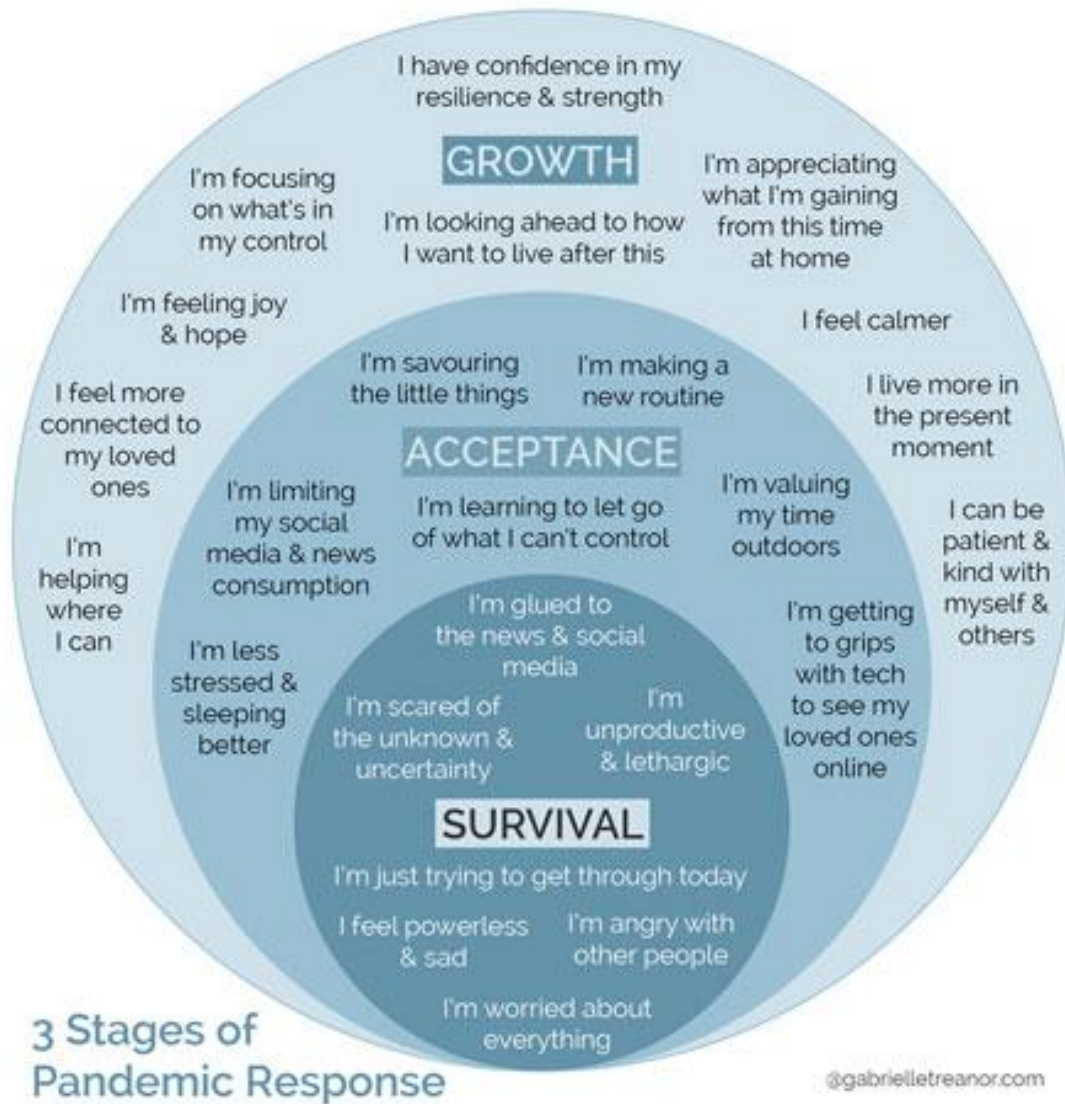 I have confidence in my
resilience & strength
GROWTH
I'm focusing
on what's in
my control
I'm looking ahead to how
I want to live after this
I'm appreciating
what I'm gaining
from this time
at home
I'm feeling joy
& hope
I feel calmer
I feel more
connected to
my loved
ones
I live more in
the present
moment
I'm
helping
where
I can
I can be
patient &
kind with
myself &
others
I'm savouring
the little things
I'm making a
new routine
ACCEPTANCE
I'm limiting
my social
media & news
consumption
I'm learning to let go
of what I can't control
I'm valuing
my time
outdoors
I'm less
stressed &
sleeping
better
I'm getting
to grips
with tech
to see my
loved ones
online
I'm glued to
the news & social
media
I'm scared of
the unknown &
uncertainty
I'm
unproductive
& lethargic
SURVIVAL
I'm just trying to get through today
I feel powerless
& sad
I'm angry with
other people
I'm worried about
everything
3 Stages of
Pandemic Response
@gabrielletreanor.com